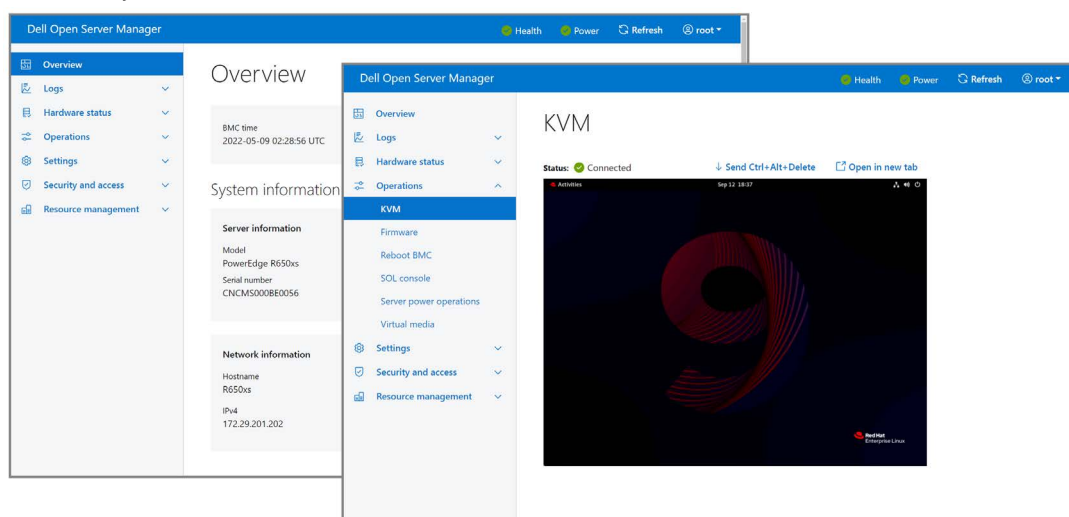 Dell Open Server Manager
Health Power Refresh root
Overview
Logs
Hardware status
Operations
Settings
Security and access
Resource management
Overview
BMC time
2022-05-09 02:28:56 UTC
System information
Server information
Model
PowerEdge R650xs
Serial number
CNCMS000BE0056
Network information
Hostname
R650xs
IPv4
172.29.201.202
Dell Open Server Manager
Health Power Refresh root
Overview
Logs
Hardware status
Operations
KVM
Firmware
Reboot BMC
SOL console
Server power operations
Virtual media
Settings
Security and access
Resource management
KVM
Status: Connected Send Ctrl+Alt+Delete Open in new tab
Activities Sep 12 18:37
9
Red Hat
Enterprise Linux